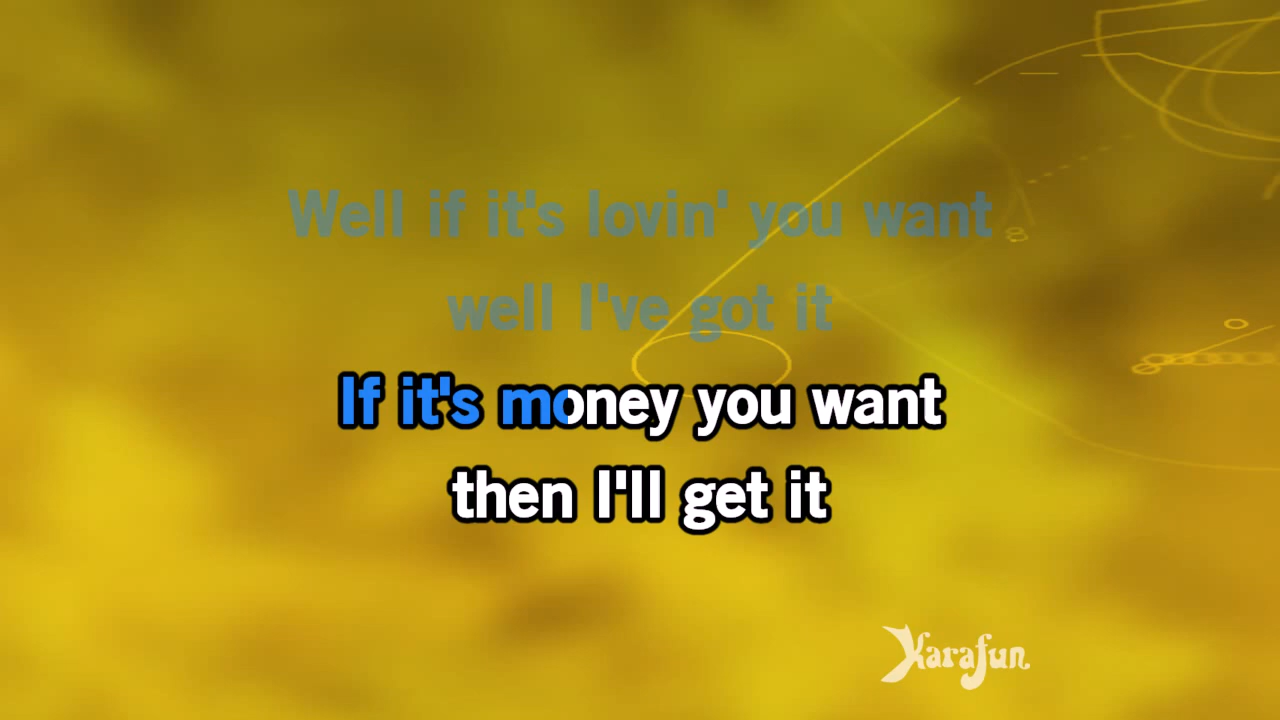 Well if it's lovin' you want
well I've got it
If it's money you want
then I'll get it
Karafun